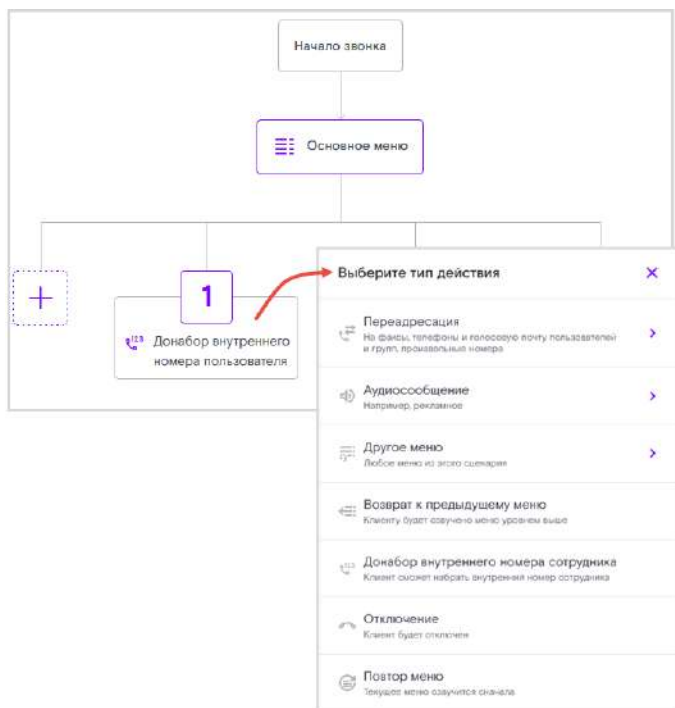 Начало звонка
Основное меню
1
Донабор внутреннего
номера пользователя
Выберите тип действия
Переадресация
На факсы, телефоны и голосовую почту пользователей
и групп, произвольные номера
Аудиосообщение
Например, рекламное
Другое меню
Любое меню из этого сценария
Возврат к предыдущему меню
Клиенту будет озвучено меню уровнем выше
Донабор внутреннего номера сотрудника
Клиент сможет набрать внутренний номер сотрудника
Отключение
Клиент будет отключен
Повтор меню
Текущее меню озвучится сначала